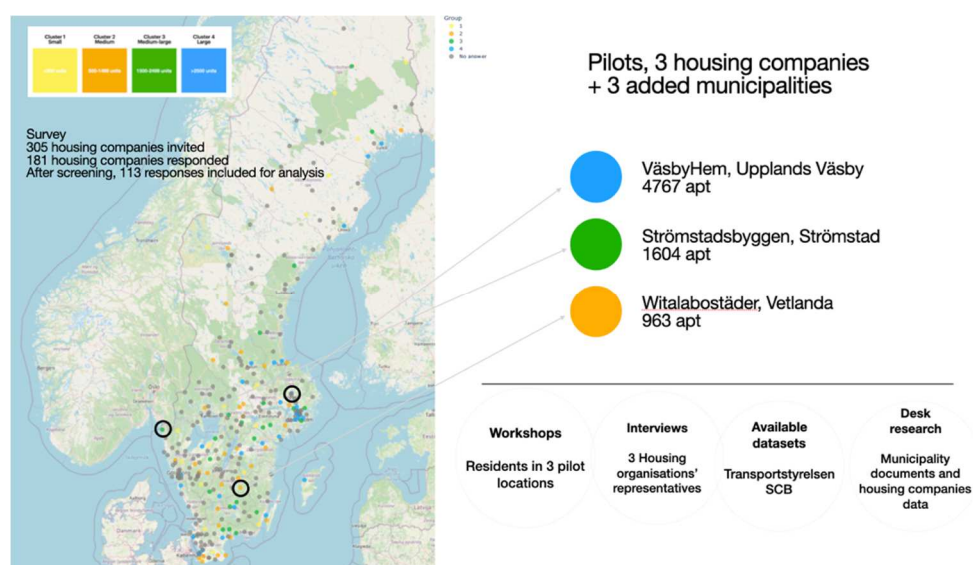 Cluster 1
Small
Cluster 2
Medium
Cluster 3
Medium-large
Cluster 4
Large
Group
1
2
3
4
No answer
Survey
305 housing companies invited
181 housing companies responded
After screening, 113 responses included for analysis
Pilots, 3 housing companies
+ 3 added municipalities
VäsbyHem, Upplands Väsby
4767 apt
Strömstadsbyggen, Strömstad
1604 apt
Witalabostäder, Vetlanda
963 apt
Workshops
Residents in 3 pilot
locations
Interviews
3 Housing
organisations'
representatives
Available
datasets
Transportstyrelsen
SCB
Desk
research
Municipality
documents and
housing companies
data
Oslo